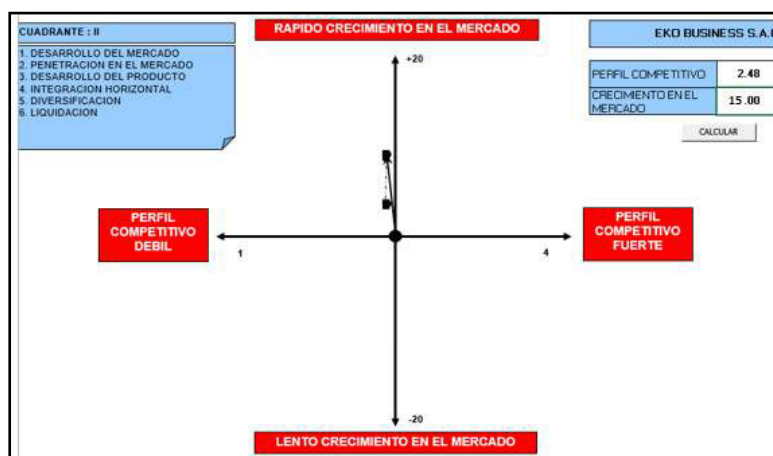 CUADRANTE : II
1. DESARROLLO DEL MERCADO
2. PENETRACION EN EL MERCADO
3. DESARROLLO DEL PRODUCTO
4. INTEGRACION HORIZONTAL
5. DIVERSIFICACION
6. LIQUIDACION
RAPIDO CRECIMIENTO EN EL MERCADO
+20
EKO BUSINESS S.A.C
PERFIL COMPETITIVO 2.48
CRECIMIENTO EN EL
MERCADO 15.00
CALCULAR
PERFIL
COMPETITIVO
DEBIL
1
4
PERFIL
COMPETITIVO
FUERTE
-20
LENTO CRECIMIENTO EN EL MERCADO